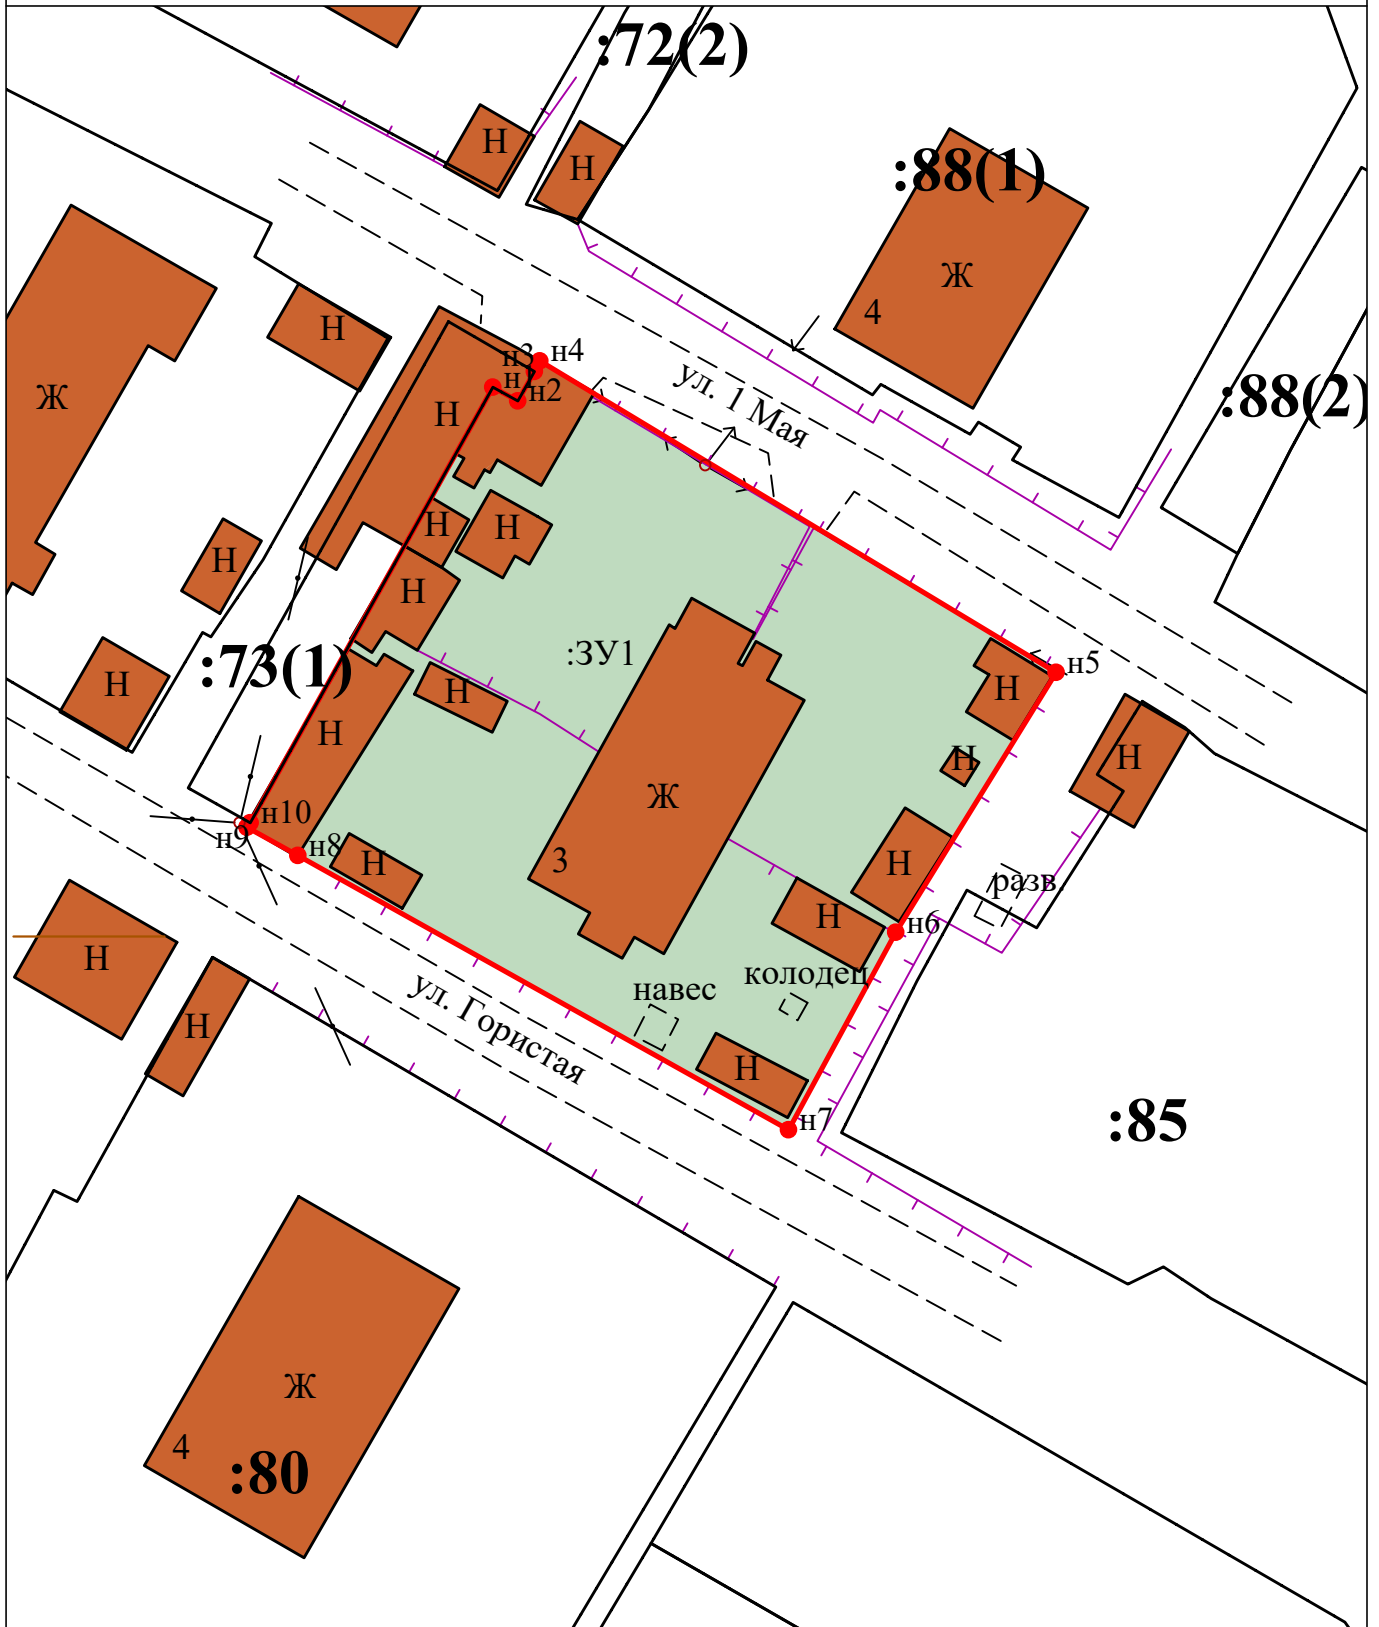 :72(2)
Н
Н
:88(1)
Ж
4
Н
:88(2)
Ж
н3
н4
н1
н2
Н
ул. 1 Мая
Н
Н
Н
Н
:ЗУ1
н5
:73(1)
Н
Н
Н
Н
Н
Н
Ж
н10
н9
н8
Н
3
Н
разв.
Н
н6
Н
колодец
навес
ул. Гористая
Н
Н
н7
:85
Ж
4
:80